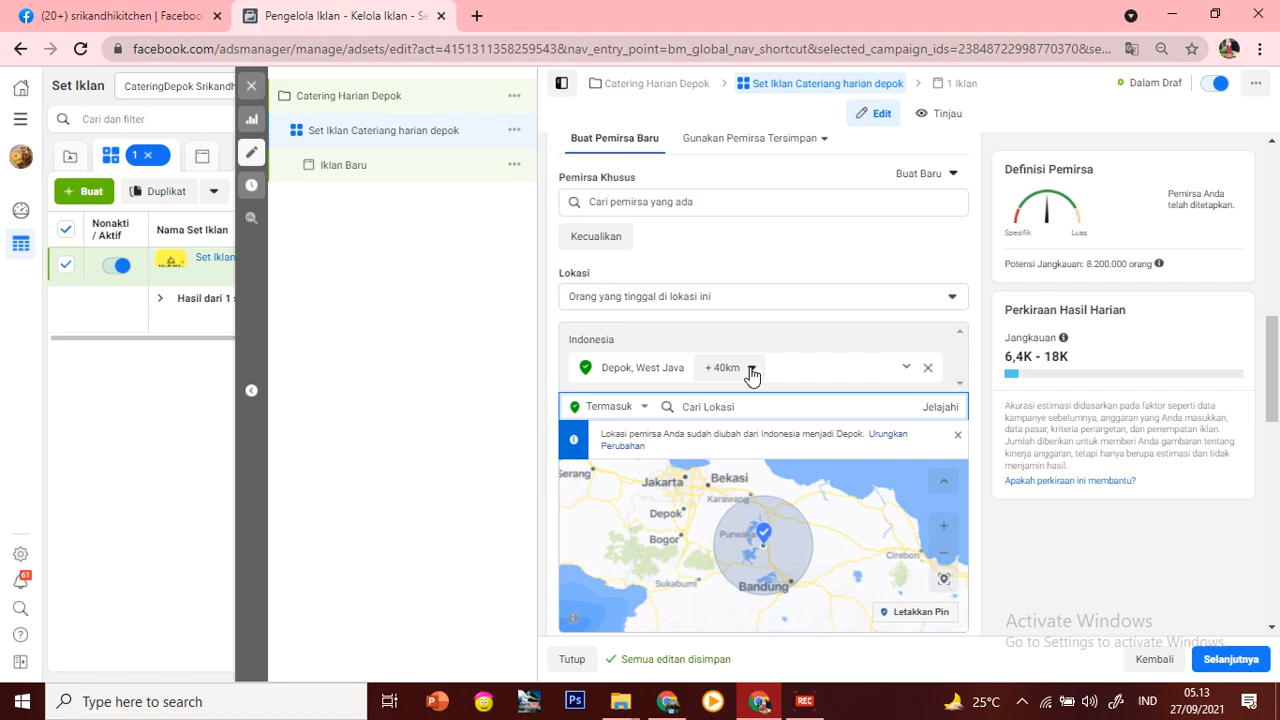 (20+) srikandhikitchen | Facebook
Pengelola Iklan - Kelola Iklan - Se
facebook.com/adsmanager/manage/adsets/edit?act=4151311358259543&nav_entry_point=bm_global_nav_shortcut&selected_campaign_ids=23848722998770370&se...
Set Iklan
CateringDepok Srikandh
Cari dan filter
1
Buat
Duplikat
Nonakti
/ Aktif
Nama Set Iklan
Set Iklan
Hasil dari 1 s
61
Catering Harian Depok
Set Iklan Cateriang harian depok
Iklan Baru
Catering Harian Depok
Set Iklan Cateriang harian depok
1 Iklan
Dalam Draf
Edit
Tinjau
Buat Pemirsa Baru
Gunakan Pemirsa Tersimpan
Pemirsa Khusus
Buat Baru
Cari pemirsa yang ada
Kecualikan
Lokasi
Orang yang tinggal di lokasi ini
Indonesia
Depok, West Java
+ 40km
Termasuk
Cari Lokasi
Jelajahi
Lokasi pemirsa Anda sudah diubah dari Indonesia menjadi Depok. Urungkan
Perubahan
Serang
Jakarta
Bekasi
Karawang
Depok
Bogor
Purwaka
Cirebon
Sukabumi
Bandung
Letakkan Pin
Definisi Pemirsa
Pemirsa Anda
telah ditetapkan.
Spesifik
Luas
Potensi Jangkauan: 8.200.000 orang
Perkiraan Hasil Harian
Jangkauan
6,4K - 18K
Akurasi estimasi didasarkan pada faktor seperti data
kampanye sebelumnya, anggaran yang Anda masukkan,
data pasar, kriteria penargetan, dan penempatan iklan.
Jumlah diberikan untuk memberi Anda gambaran tentang
kinerja anggaran, tetapi hanya berupa estimasi dan tidak
menjamin hasil.
Apakah perkiraan ini membantu?
Activate Windows
Go to Settings to activate Windows.
Tutup
Semua editan disimpan
Kembali
Selanjutnya
Type here to search
P
Ps
REC
25°C
IND
05.13
27/09/2021